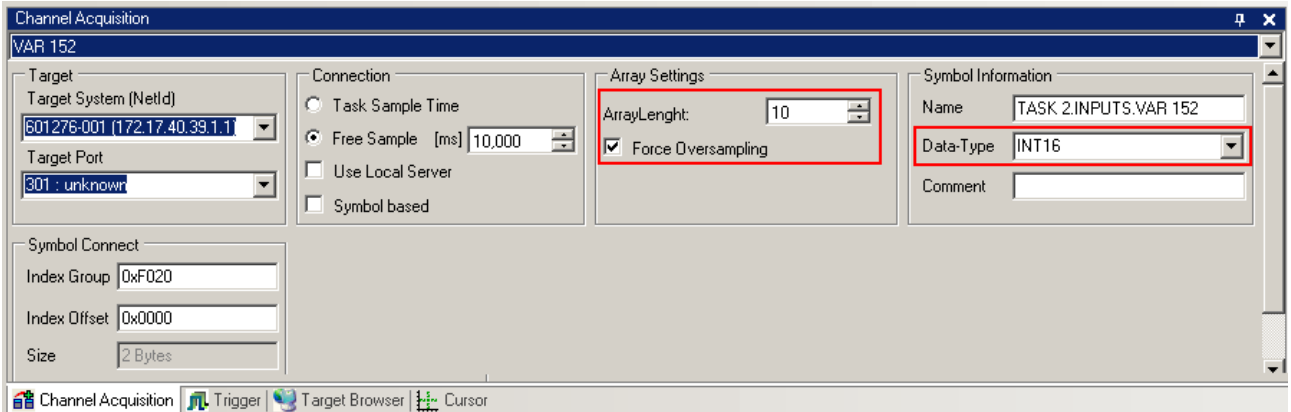 Channel Acquisition
VAR 152
Target
Target System (NetId)
601276-001 (172.17.40.39.1.1)
Target Port
301 : unknown
Connection
Task Sample Time
Free Sample [ms] 10,000
Use Local Server
Symbol based
Array Settings
ArrayLenght: 10
Force Oversampling
Symbol Information
Name TASK 2.INPUTS.VAR 152
Data-Type INT16
Comment
Symbol Connect
Index Group 0xF020
Index Offset 0x0000
Size 2 Bytes
Channel Acquisition Trigger Target Browser Cursor